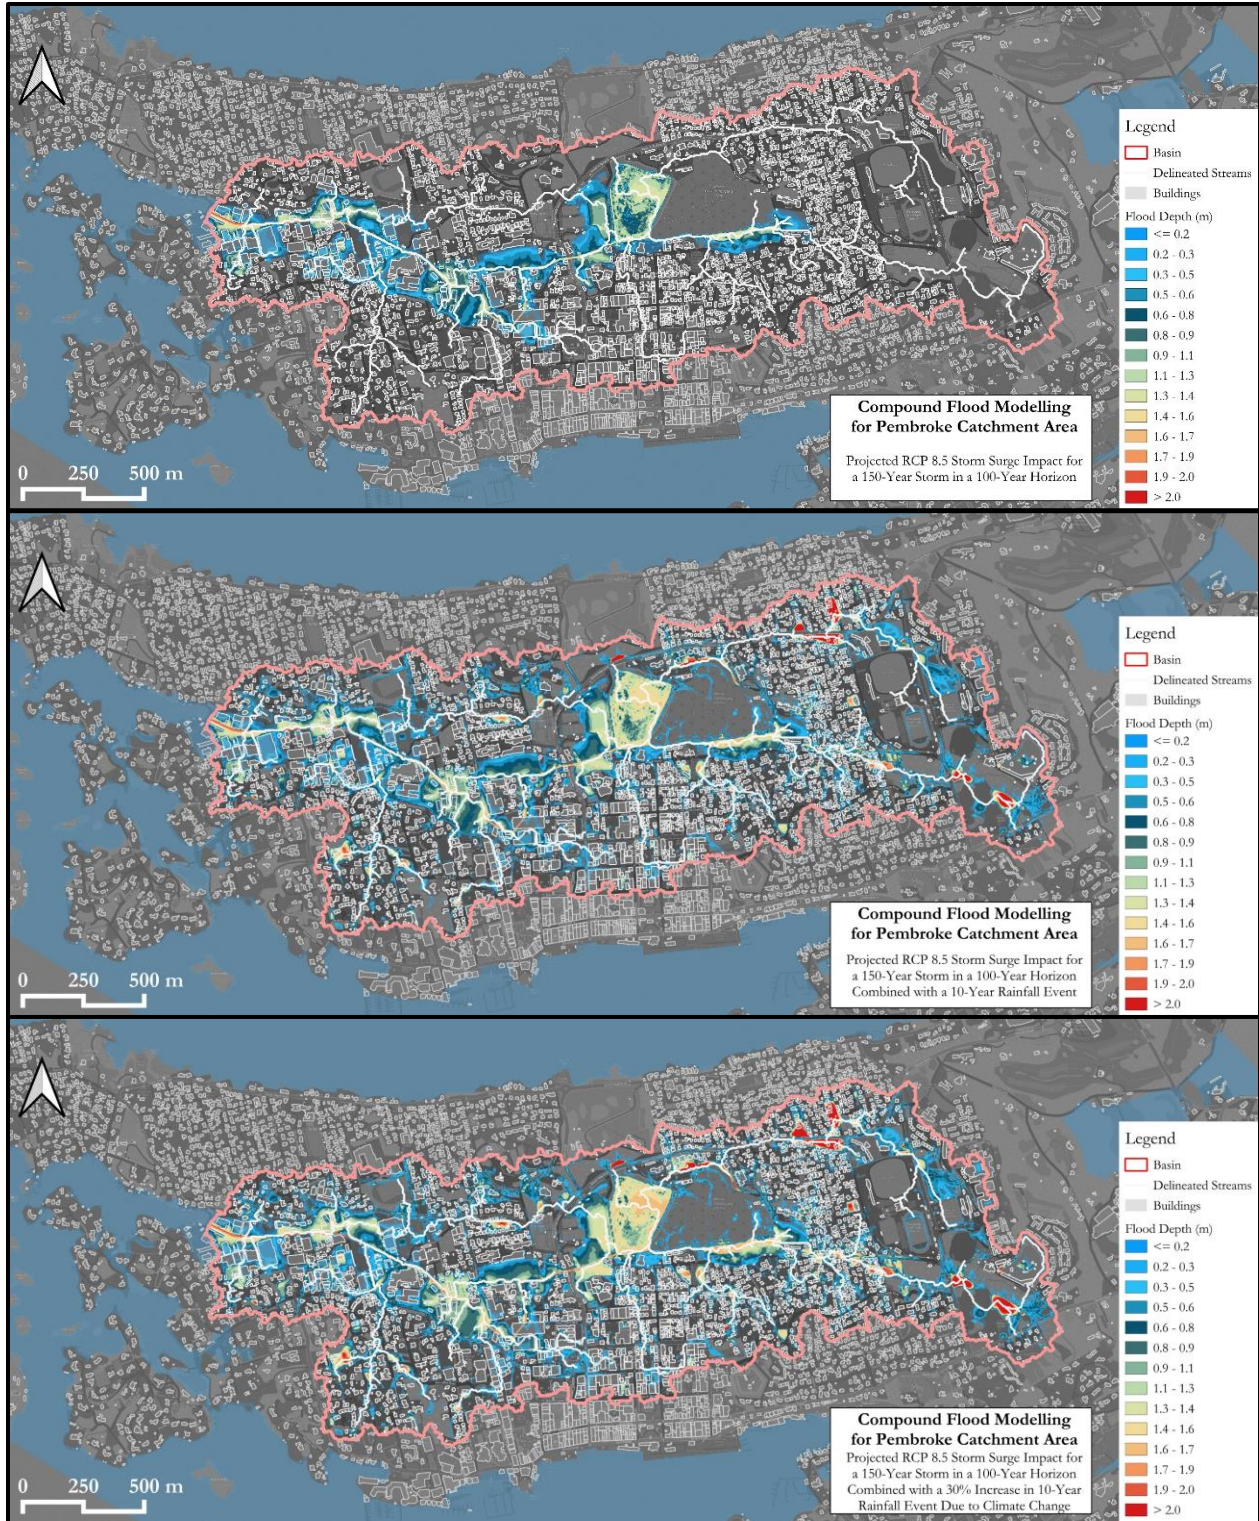 Legend
Basin
Delineated Streams
Buildings
Flood Depth (m)
<= 0.2
0.2 - 0.3
0.3 - 0.5
0.5 - 0.6
0.6 - 0.8
0.8 - 0.9
0.9 - 1.1
1.1 - 1.3
1.3 - 1.4
1.4 - 1.6
1.6 - 1.7
1.7 - 1.9
1.9 - 2.0
> 2.0
Compound Flood Modelling
for Pembroke Catchment Area
Projected RCP 8.5 Storm Surge Impact for
a 150-Year Storm in a 100-Year Horizon
0 250 500 m
Legend
Basin
Delineated Streams
Buildings
Flood Depth (m)
<= 0.2
0.2 - 0.3
0.3 - 0.5
0.5 - 0.6
0.6 - 0.8
0.8 - 0.9
0.9 - 1.1
1.1 - 1.3
1.3 - 1.4
1.4 - 1.6
1.6 - 1.7
1.7 - 1.9
1.9 - 2.0
> 2.0
Compound Flood Modelling
for Pembroke Catchment Area
Projected RCP 8.5 Storm Surge Impact for
a 150-Year Storm in a 100-Year Horizon
Combined with a 10-Year Rainfall Event
0 250 500 m
Legend
Basin
Delineated Streams
Buildings
Flood Depth (m)
<= 0.2
0.2 - 0.3
0.3 - 0.5
0.5 - 0.6
0.6 - 0.8
0.8 - 0.9
0.9 - 1.1
1.1 - 1.3
1.3 - 1.4
1.4 - 1.6
1.6 - 1.7
1.7 - 1.9
1.9 - 2.0
> 2.0
Compound Flood Modelling
for Pembroke Catchment Area
Projected RCP 8.5 Storm Surge Impact for
a 150-Year Storm in a 100-Year Horizon
Combined with a 30% Increase in 10-Year
Rainfall Event Due to Climate Change
0 250 500 m